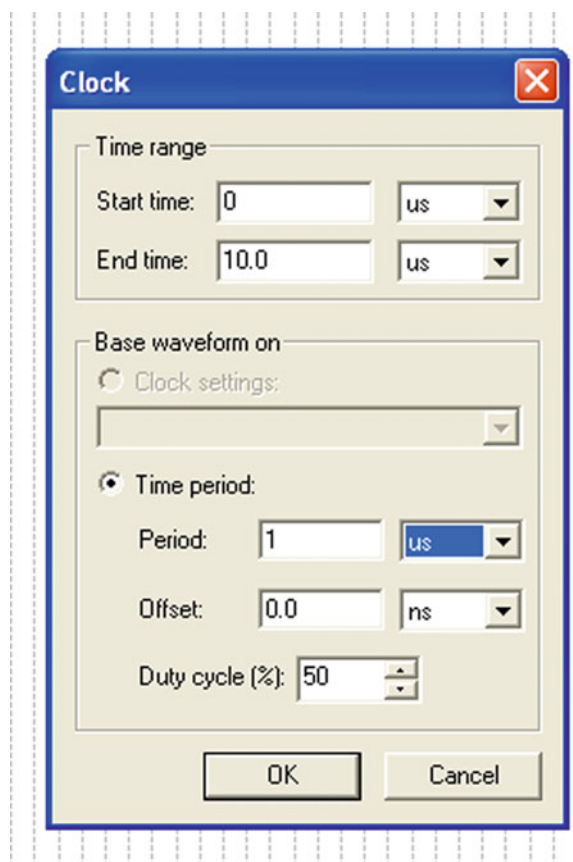 Clock
Time range
Start time: 0 us
End time: 10.0 us
Base waveform on
Clock settings:
Time period:
Period: 1 us
Offset: 0.0 ns
Duty cycle (%): 50
OK Cancel